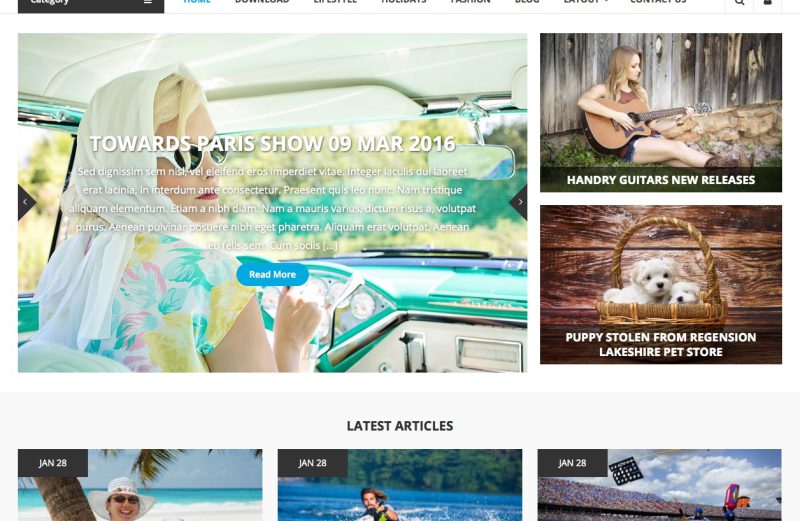 Category
HOME DOWNLOAD LIFESTYLE HOLIDAYS FASHION BLOG LAYOUT CONTACT US
TOWARDS PARIS SHOW 09 MAR 2016
Sed dignissim sem nisl, vel eleifend eros imperdiet vitae. Integer iaculis dui laoreet
erat lacinia, in interdum ante consectetur. Praesent quis leo nunc. Nam tristique
aliquam elementum. Etiam a nibh diam. Nam a mauris varius, dictum risus a, volutpat
purus. Aenean pulvinar posuere nibh eget pharetra. Aliquam erat volutpat. Aenean
eu felis sem. Cum sociis [...]
Read More
HANDRY GUITARS NEW RELEASES
PUPPY STOLEN FROM REGENSION
LAKESHIRE PET STORE
LATEST ARTICLES
JAN 28
JAN 28
JAN 28